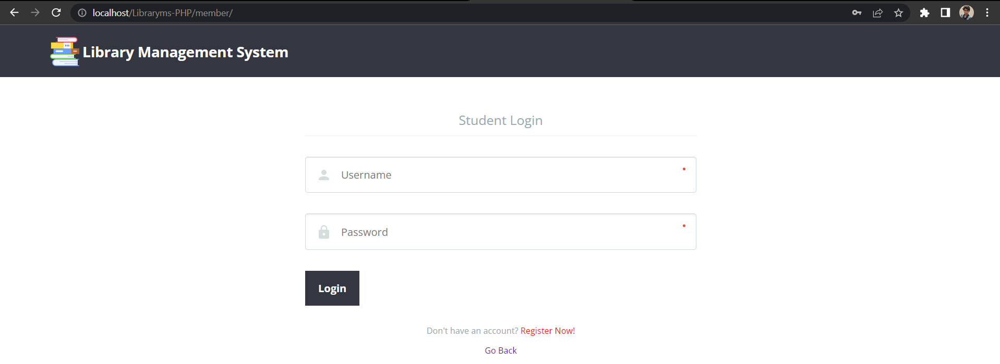 localhost/Libraryms-PHP/member/
Library Management System
Student Login
Username
Password
Login
Don't have an account? Register Now!
Go Back